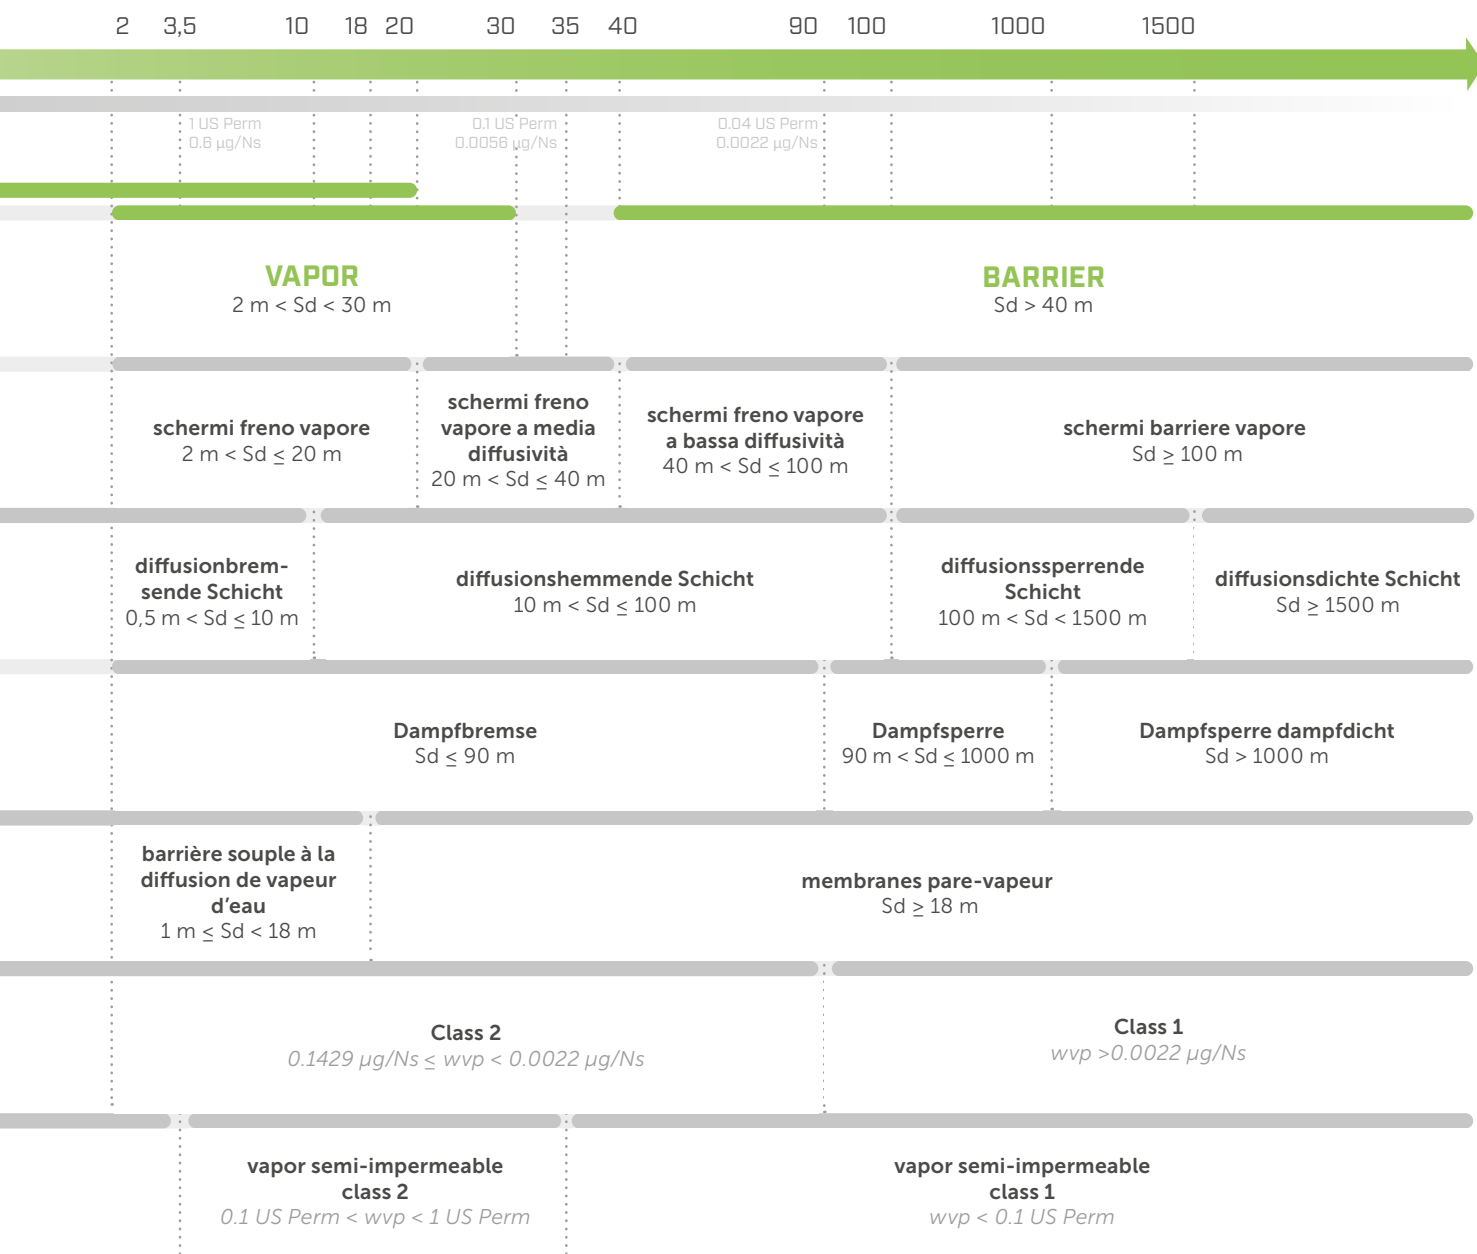 2 3,5 10 18 20 30 35 40 90 100 1000 1500
1 US Perm
0.6 µg/Ns
0.1 US Perm
0.0056 µg/Ns
0.04 US Perm
0.0022 µg/Ns
VAPOR
2 m < Sd < 30 m
BARRIER
Sd > 40 m
schermi freno vapore
2 m < Sd ≤ 20 m
schermi freno
vapore a media
diffusività
20 m < Sd ≤ 40 m
schermi freno vapore
a bassa diffusività
40 m < Sd ≤ 100 m
schermi barriere vapore
Sd ≥ 100 m
diffusionbrem-
sende Schicht
0,5 m < Sd ≤ 10 m
diffusionshemmende Schicht
10 m < Sd ≤ 100 m
diffusionssperrende
Schicht
100 m < Sd < 1500 m
diffusionsdichte Schicht
Sd ≥ 1500 m
Dampfbremse
Sd ≤ 90 m
Dampfsperre
90 m < Sd ≤ 1000 m
Dampfsperre dampfdicht
Sd > 1000 m
barrière souple à la
diffusion de vapeur
d'eau
1 m ≤ Sd < 18 m
membranes pare-vapeur
Sd ≥ 18 m
Class 2
0.1429 µg/Ns ≤ wvp < 0.0022 µg/Ns
Class 1
wvp >0.0022 µg/Ns
vapor semi-impermeable
class 2
0.1 US Perm < wvp < 1 US Perm
vapor semi-impermeable
class 1
wvp < 0.1 US Perm